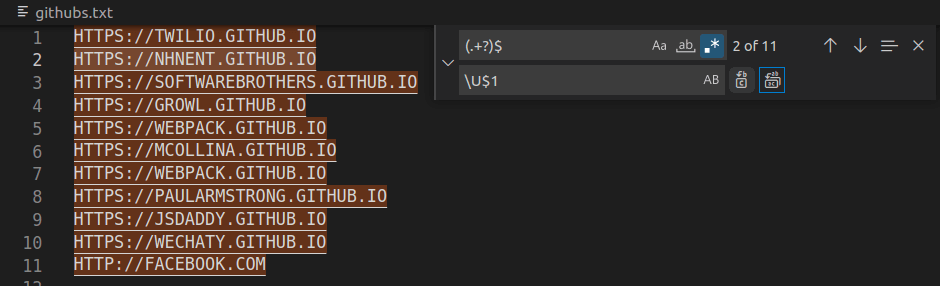 githubs.txt
(.+?)$ Aa ab .* 2 of 11
\U$1 AB
1 HTTPS://TWILIO.GITHUB.IO
2 HTTPS://NHNENT.GITHUB.IO
3 HTTPS://SOFTWAREBROTHERS.GITHUB.IO
4 HTTPS://GROWL.GITHUB.IO
5 HTTPS://WEBPACK.GITHUB.IO
6 HTTPS://MCOLLINA.GITHUB.IO
7 HTTPS://WEBPACK.GITHUB.IO
8 HTTPS://PAULARMSTRONG.GITHUB.IO
9 HTTPS://JSDADDY.GITHUB.IO
10 HTTPS://WECHATY.GITHUB.IO
11 HTTP://FACEBOOK.COM